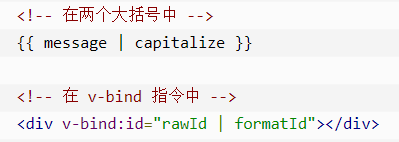 <!-- 在两个大括号中 -->
{{ message | capitalize }}
<!-- 在 v-bind 指令中 -->
<div v-bind:id="rawId | formatId"></div>